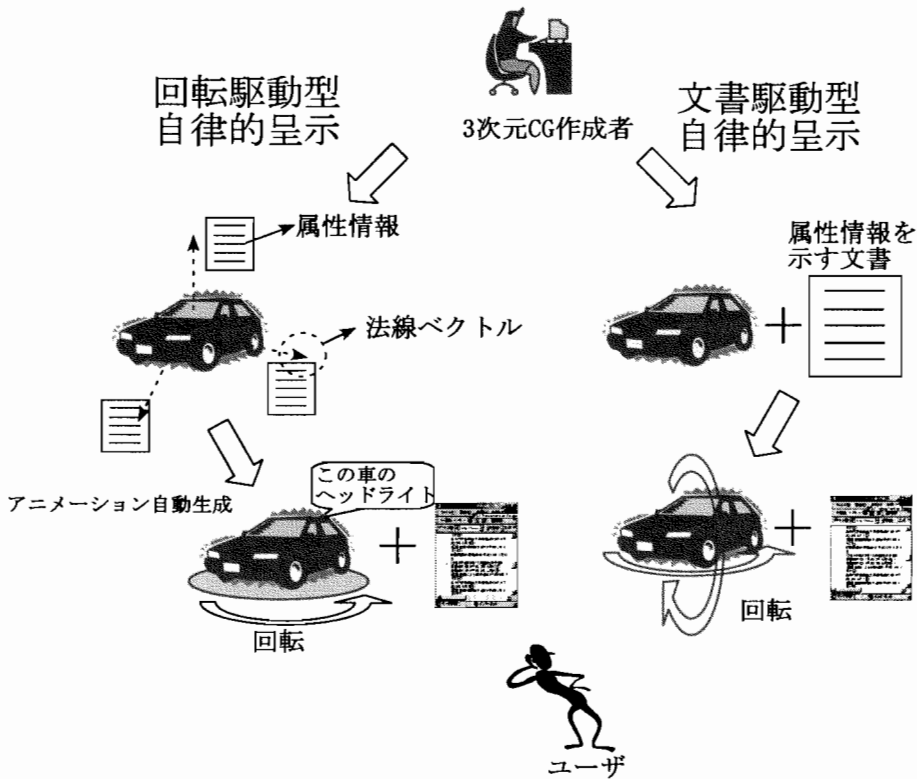 回転駆動型
自律的呈示
3次元CG作成者
文書駆動型
自律的呈示
属性情報
法線ベクトル
属性情報を
示す文書
アニメーション自動生成
この車の
ヘッドライト
回転
回転
ユーザ